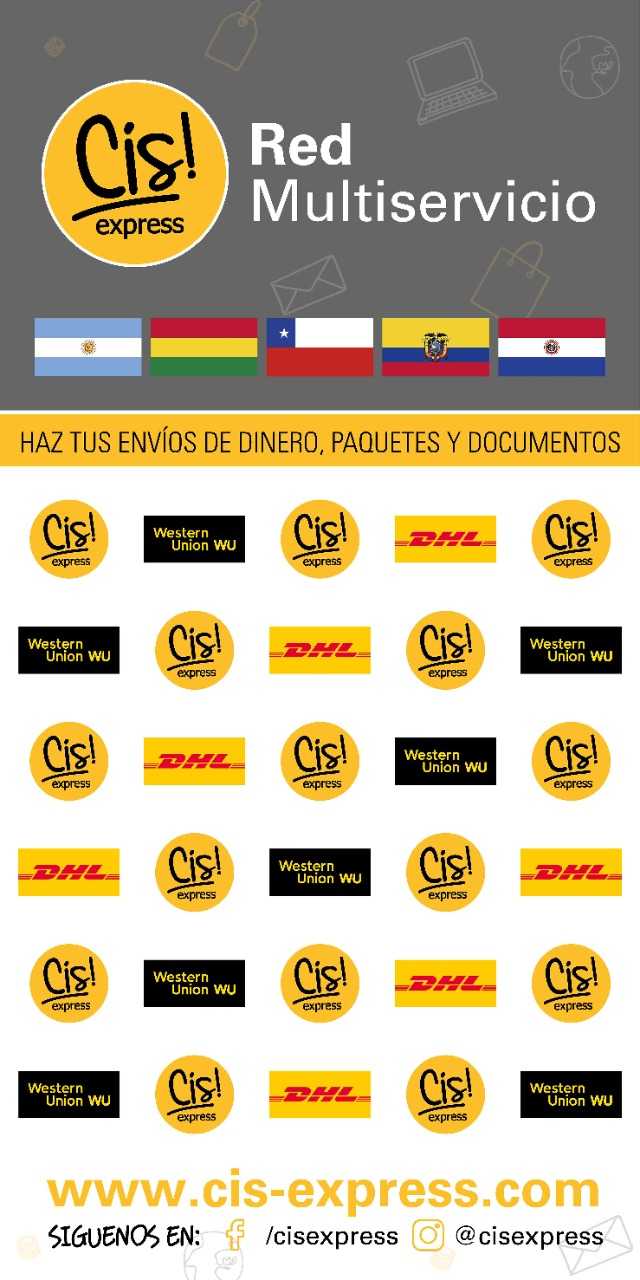 Cis!
express
Red
Multiservicio
HAZ TUS ENVÍOS DE DINERO, PAQUETES Y DOCUMENTOS
Cis!
express
Western
Union WU
Cis!
express
DHL
Cis!
express
Western
Union WU
Cis!
express
DHL
Cis!
express
Western
Union WU
Cis!
express
DHL
Cis!
express
Western
Union WU
Cis!
express
DHL
Cis!
express
Western
Union WU
Cis!
express
DHL
Cis!
express
Western
Union WU
Cis!
express
DHL
Cis!
express
Western
Union WU
Cis!
express
DHL
Cis!
express
Western
Union WU
www.cis-express.com
SIGUENOS EN: /cisexpress @cisexpress